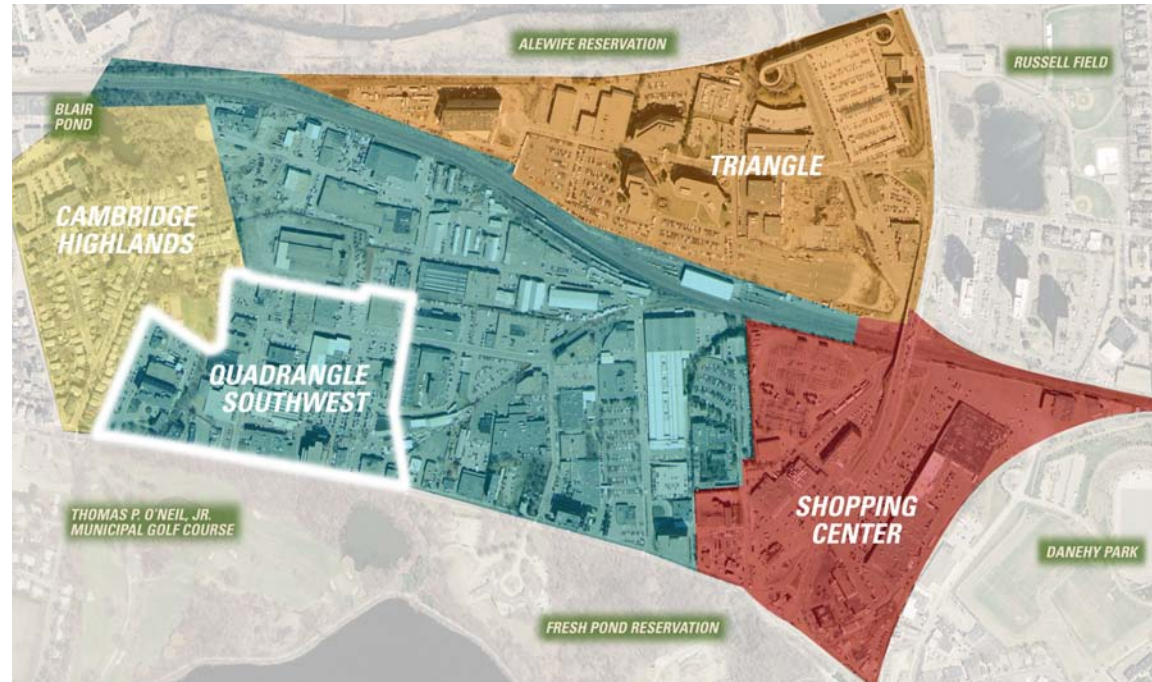 ALEWIFE RESERVATION
RUSSELL FIELD
BLAIR
POND
TRIANGLE
CAMBRIDGE
HIGHLANDS
QUADRANGLE
SOUTHWEST
SHOPPING
CENTER
THOMAS P. O'NEIL, JR.
MUNICIPAL GOLF COURSE
DANEHY PARK
FRESH POND RESERVATION